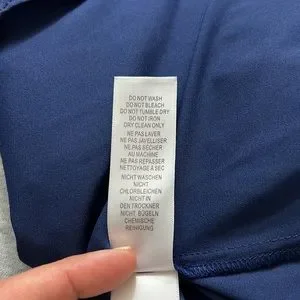 DO NOT WASH
DO NOT BLEACH
DO NOT TUMBLE DRY
DO NOT IRON
DRY CLEAN ONLY
NE PAS LAVER
NE PAS JAVELLISER
NE PAS SÉCHER
AU MACHINE
NE PAS REPASSER
NETTOYAGE À SEC
NICHT WASCHEN
NICHT
CHLORBLEICHEN
NICHT IN
DEN TROCKNER
NICHT BÜGELN
CHEMISCHE
REINIGUNG